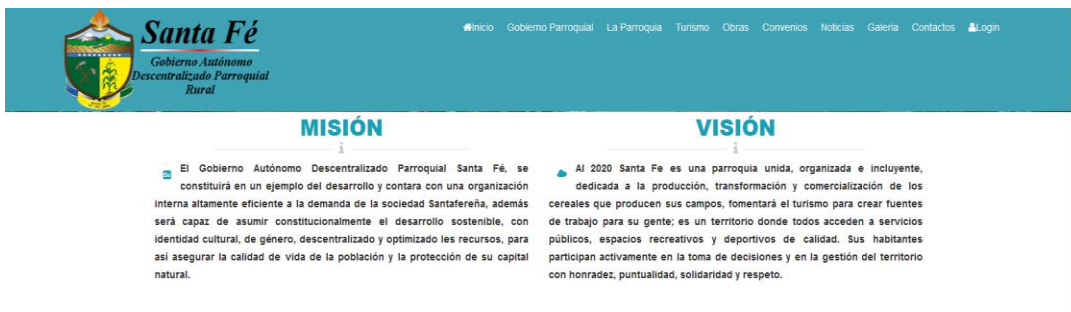 Santa Fé
Gobierno Autónomo
Descentralizado Parroquial
Rural
Inicio Gobierno Parroquial La Parroquia Turismo Obras Convenios Noticias Galeria Contactos Login
MISIÓN
El Gobierno Autónomo Descentralizado Parroquial Santa Fé, se
constituirá en un ejemplo del desarrollo y contara con una organización
interna altamente eficiente a la demanda de la sociedad Santafereña, además
será capaz de asumir constitucionalmente el desarrollo sostenible, con
identidad cultural, de género, descentralizado y optimizado les recursos, para
así asegurar la calidad de vida de la población y la protección de su capital
natural.
VISIÓN
Al 2020 Santa Fe es una parroquia unida, organizada e incluyente,
dedicada a la producción, transformación y comercialización de los
cereales que producen sus campos, fomentará el turismo para crear fuentes
de trabajo para su gente; es un territorio donde todos acceden a servicios
públicos, espacios recreativos y deportivos de calidad. Sus habitantes
participan activamente en la toma de decisiones y en la gestión del territorio
con honradez, puntualidad, solidaridad y respeto.